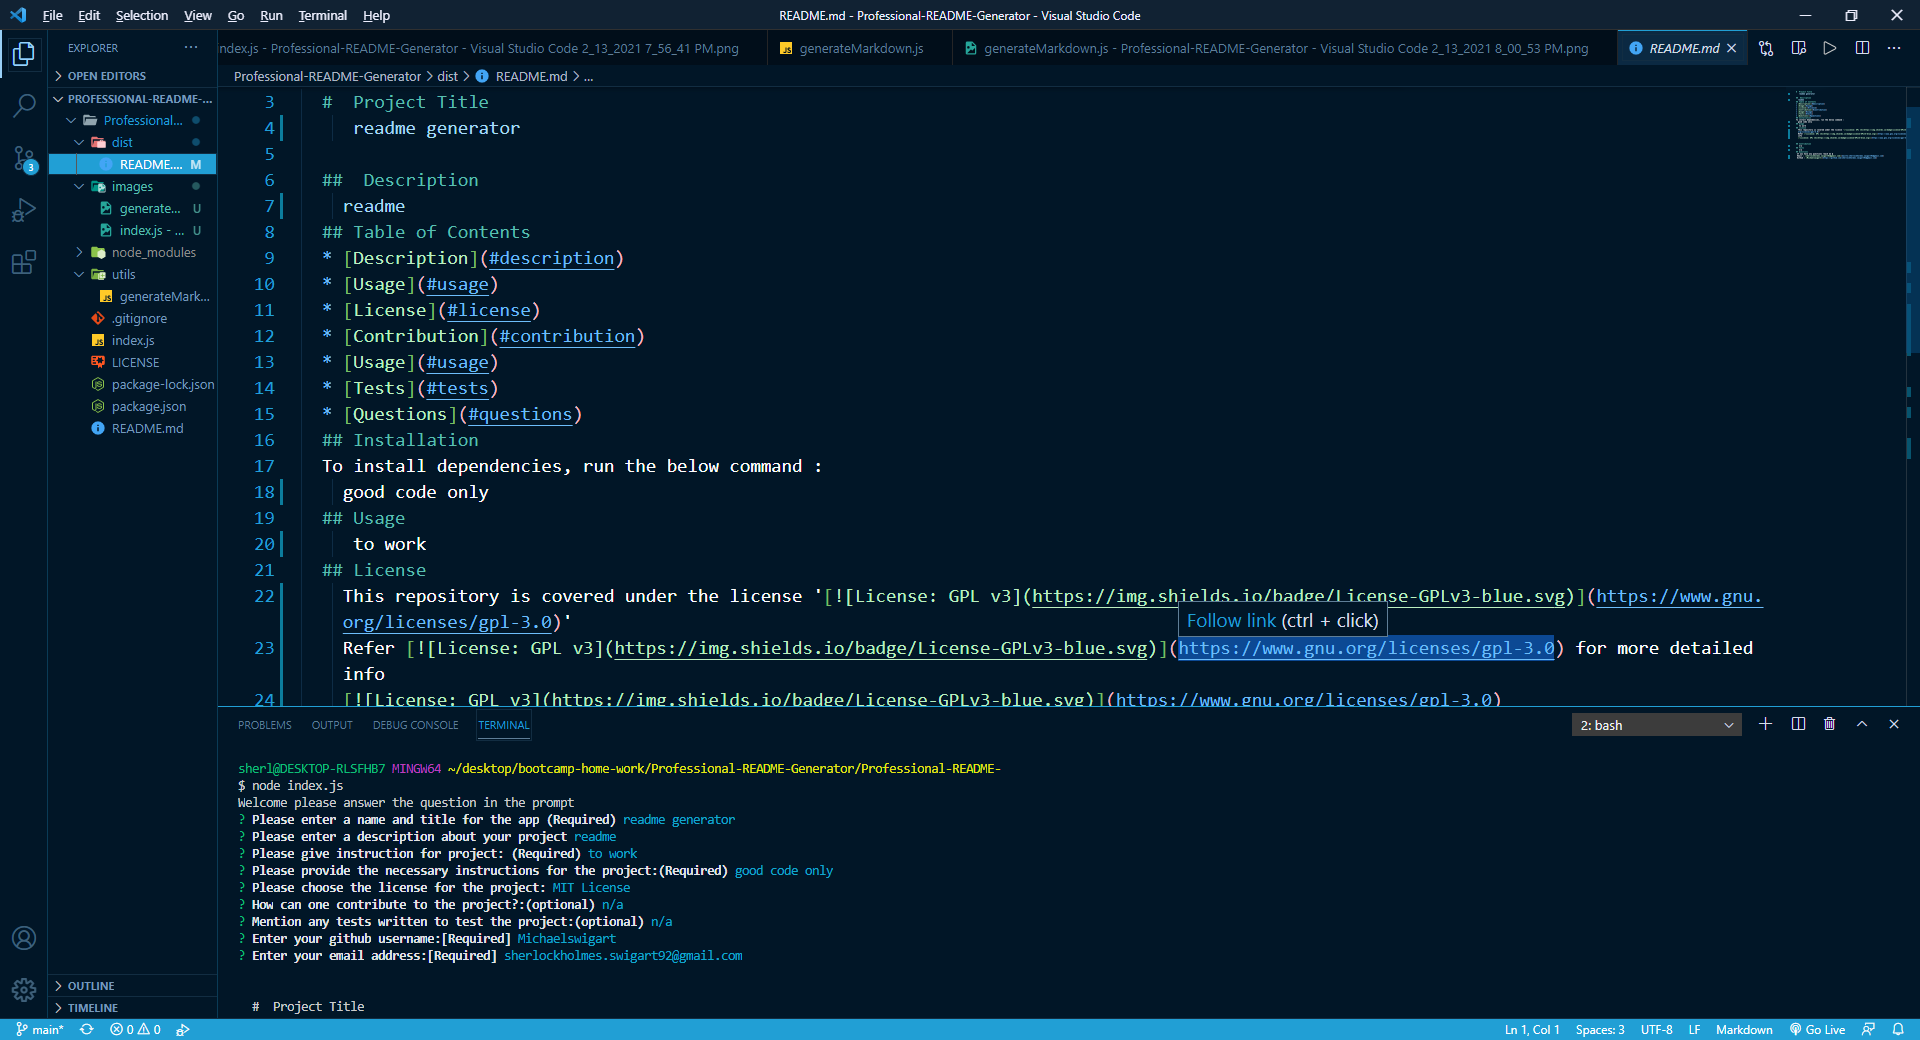 File Edit Selection View Go Run Terminal Help
README.md - Professional-README-Generator - Visual Studio Code
EXPLORER
ndex.js - Professional-README-Generator - Visual Studio Code 2_13_2021 7_56_41 PM.png
JS generateMarkdown.js
generateMarkdown.js - Professional-README-Generator - Visual Studio Code 2_13_2021 8_00_53 PM.png
README.md
OPEN EDITORS
PROFESSIONAL-README-...
Professional...
dist
README.... M
images
generate... U
index.js - ... U
node_modules
utils
JS generateMark...
.gitignore
JS index.js
LICENSE
package-lock.json
package.json
README.md
OUTLINE
TIMELINE
3
Professional-README-Generator > dist > README.md > ...
3 # Project Title
4 readme generator
5
6 ## Description
7 readme
8 ## Table of Contents
9 * [Description](#description)
10 * [Usage](#usage)
11 * [License](#license)
12 * [Contribution](#contribution)
13 * [Usage](#usage)
14 * [Tests](#tests)
15 * [Questions](#questions)
16 ## Installation
17 To install dependencies, run the below command :
18 good code only
19 ## Usage
20 to work
21 ## License
22 This repository is covered under the license '[![License: GPL v3](https://img.shields.io/badge/License-GPLv3-blue.svg)](https://www.gnu.
org/licenses/gpl-3.0)'
Follow link (ctrl + click)
23 Refer [![License: GPL v3](https://img.shields.io/badge/License-GPLv3-blue.svg)](https://www.gnu.org/licenses/gpl-3.0) for more detailed
info
24 [![License: GPL v3](https://img.shields.io/badge/License-GPLv3-blue.svg)](https://www.gnu.org/licenses/gpl-3.0)
PROBLEMS OUTPUT DEBUG CONSOLE TERMINAL
2: bash
sherl@DESKTOP-RLSFHB7 MINGW64 ~/desktop/bootcamp-home-work/Professional-README-Generator/Professional-README-
$ node index.js
Welcome please answer the question in the prompt
? Please enter a name and title for the app (Required) readme generator
? Please enter a description about your project readme
? Please give instruction for project: (Required) to work
? Please provide the necessary instructions for the project:(Required) good code only
? Please choose the license for the project: MIT License
? How can one contribute to the project?:(optional) n/a
? Mention any tests written to test the project:(optional) n/a
? Enter your github username:[Required] Michaelswigart
? Enter your email address:[Required] sherlockholmes.swigart92@gmail.com
# Project Title
main* 0 0
Ln 1, Col 1 Spaces: 3 UTF-8 LF Markdown Go Live